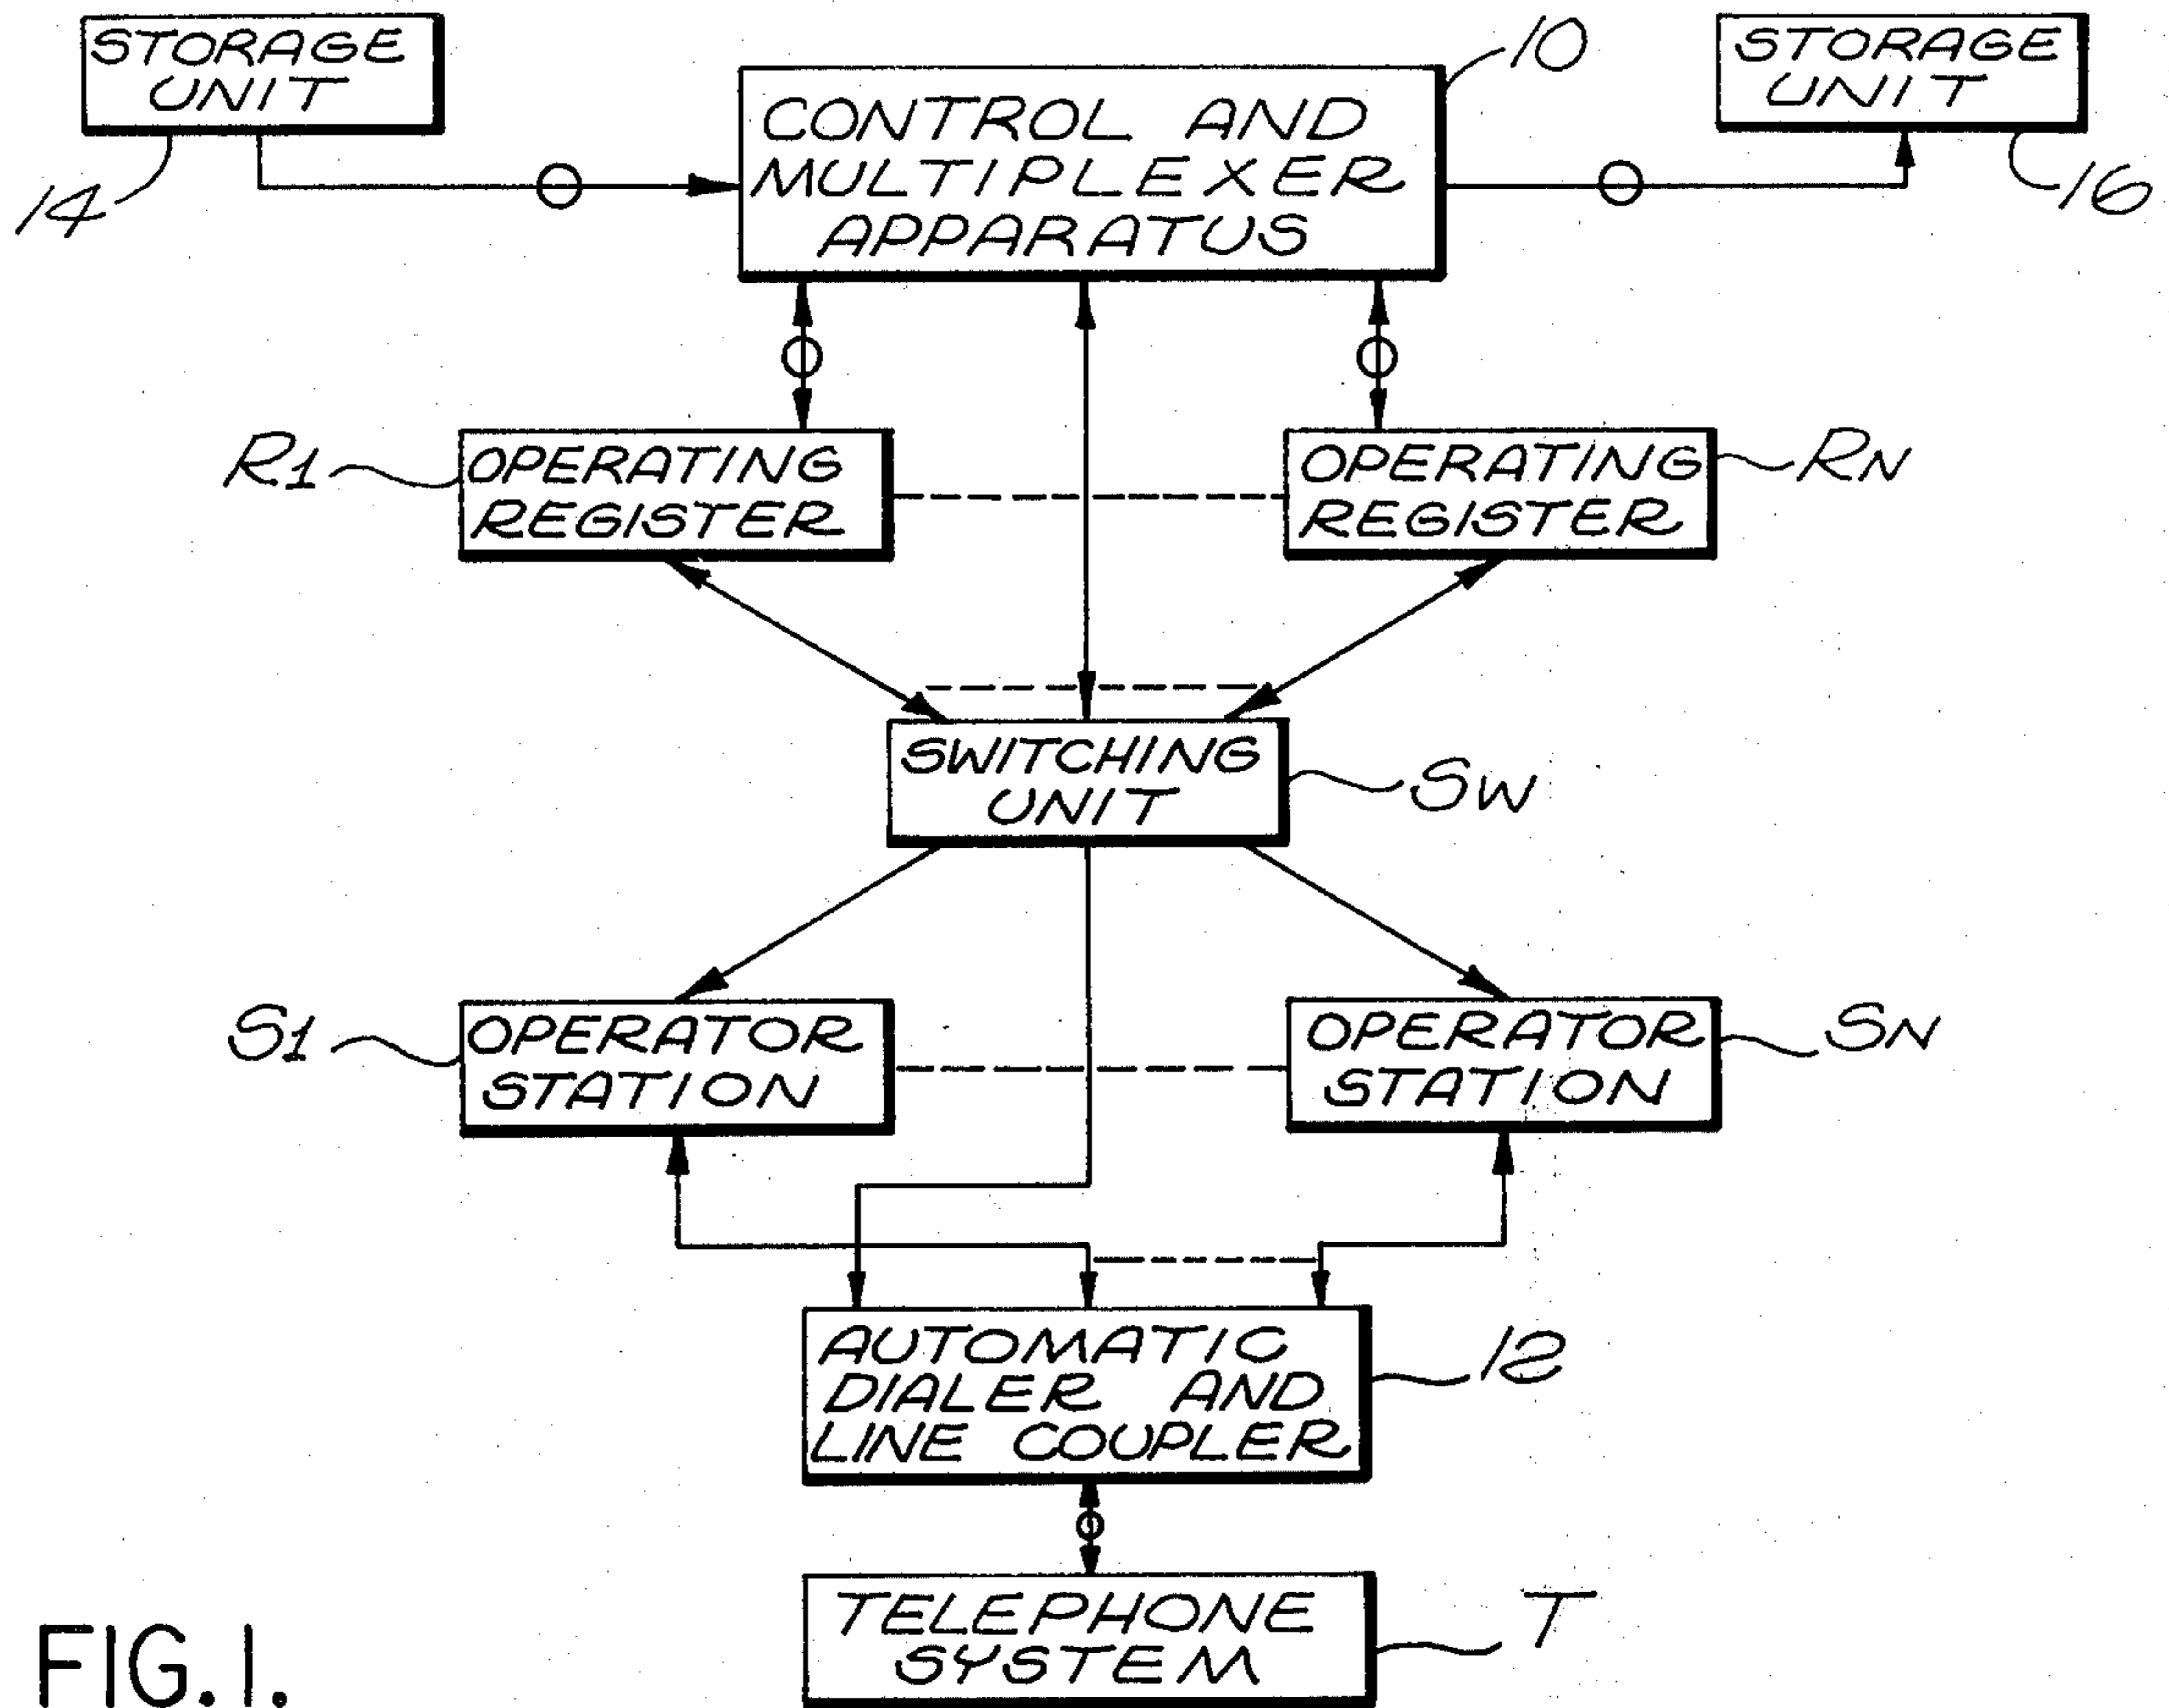 STORAGE
UNIT
14
CONTROL AND
MULTIPLEXER
APPARATUS
10
STORAGE
UNIT
16
R1
OPERATING
REGISTER
OPERATING
REGISTER
RN
SWITCHING
UNIT
SW
S1
OPERATOR
STATION
OPERATOR
STATION
SN
AUTOMATIC
DIALER AND
LINE COUPLER
12
TELEPHONE
SYSTEM
T
FIG. 1.